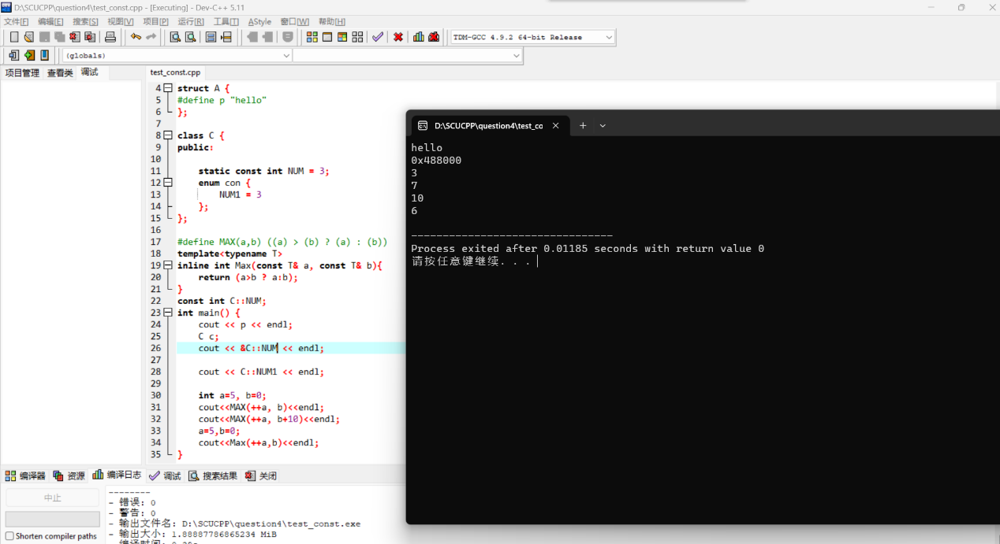 D:\SCUCPP\question4\test_const.cpp - [Executing] - Dev-C++ 5.11
文件[F] 编辑[E] 搜索[S] 视图[V] 项目[P] 运行[R] 工具[T] AStyle 窗口[W] 帮助[H]
TDM-GCC 4.9.2 64-bit Release
(globals)
项目管理 查看类 调试 test_const.cpp
4 struct A {
5 #define p "hello"
6 };
7
8 class C {
9 public:
10
11 static const int NUM = 3;
12 enum con {
13 NUM1 = 3
14 };
15 };
16
17 #define MAX(a,b) ((a) > (b) ? (a) : (b))
18 template<typename T>
19 inline int Max(const T& a, const T& b){
20 return (a>b ? a:b);
21 }
22 const int C::NUM;
23 int main() {
24 cout << p << endl;
25 C c;
26 cout << &C::NUM << endl;
27
28 cout << C::NUM1 << endl;
29
30 int a=5, b=0;
31 cout<<MAX(++a, b)<<endl;
32 cout<<MAX(++a, b+10)<<endl;
33 a=5,b=0;
34 cout<<Max(++a,b)<<endl;
35 }
D:\SCUCPP\question4\test_co
hello
0x488000
3
7
10
6
--------------------------------
Process exited after 0.01185 seconds with return value 0
请按任意键继续. . .
编译器 资源 编译日志 调试 搜索结果 关闭
中止
Shorten compiler paths
--------
- 错误: 0
- 警告: 0
- 输出文件名: D:\SCUCPP\question4\test_const.exe
- 输出大小: 1.88887786865234 MiB